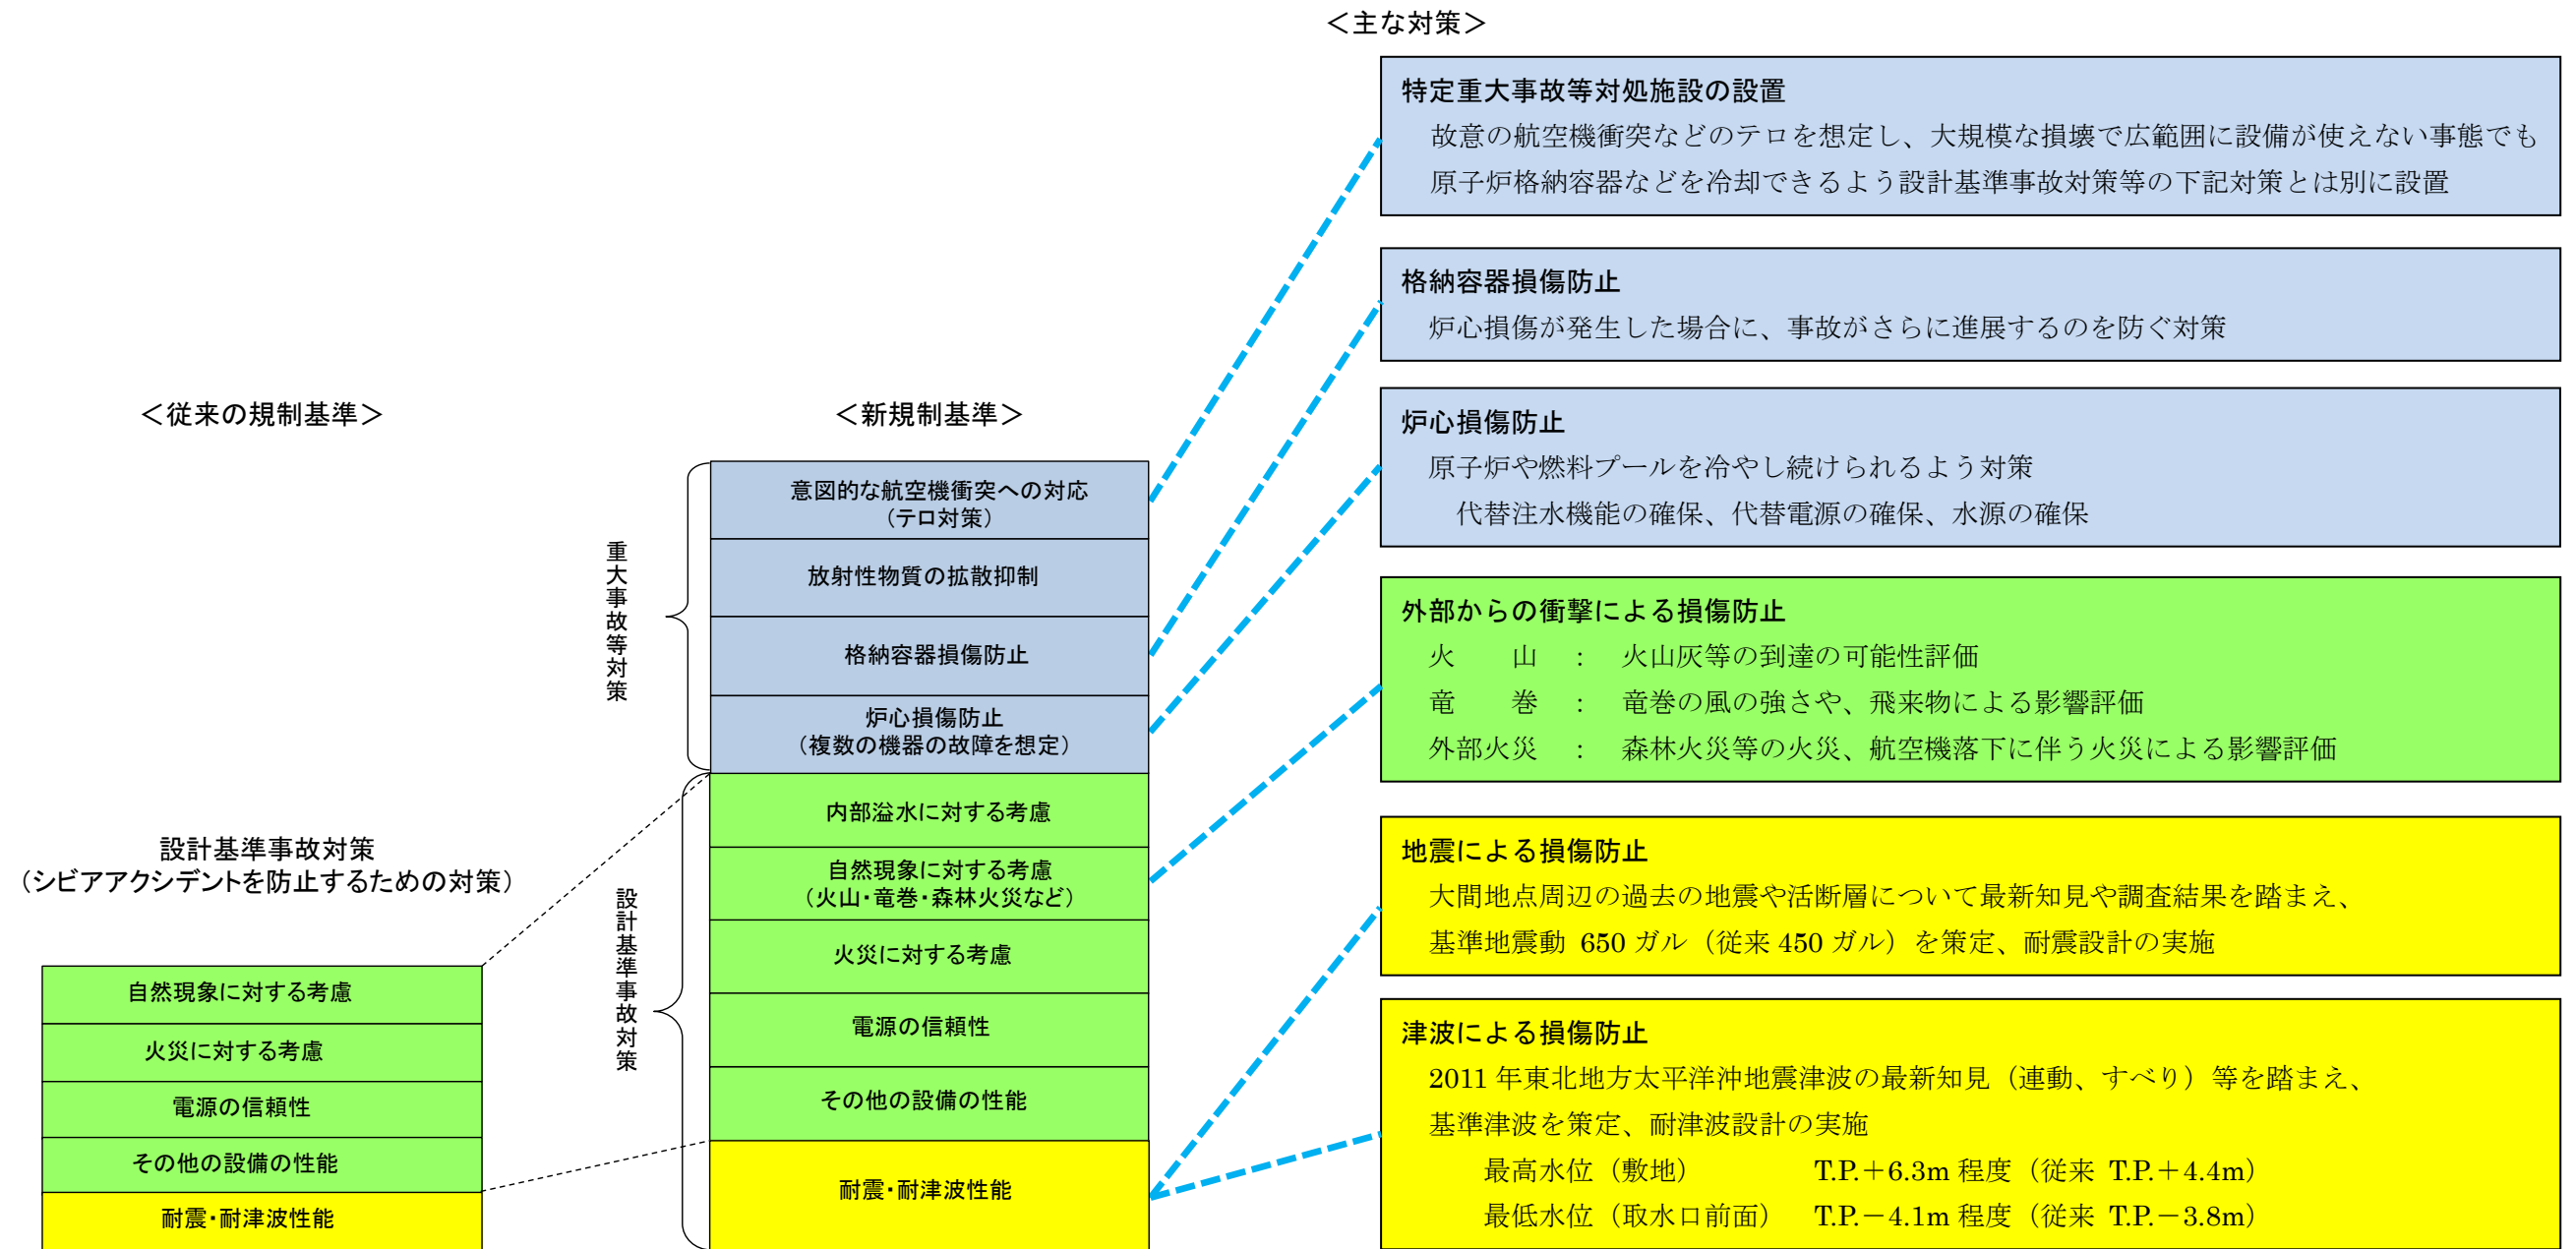 ＜従来の規制基準＞
設計基準事故対策
（シビアアクシデントを防止するための対策）
自然現象に対する考慮
火災に対する考慮
電源の信頼性
その他の設備の性能
耐震・耐津波性能
＜新規制基準＞
重大事故等対策
意図的な航空機衝突への対応
（テロ対策）
放射性物質の拡散抑制
格納容器損傷防止
炉心損傷防止
（複数の機器の故障を想定）
設計基準事故対策
内部溢水に対する考慮
自然現象に対する考慮
（火山・竜巻・森林火災など）
火災に対する考慮
電源の信頼性
その他の設備の性能
耐震・耐津波性能
＜主な対策＞
特定重大事故等対処施設の設置
故意の航空機衝突などのテロを想定し、大規模な損壊で広範囲に設備が使えない事態でも
原子炉格納容器などを冷却できるよう設計基準事故対策等の下記対策とは別に設置
格納容器損傷防止
炉心損傷が発生した場合に、事故がさらに進展するのを防ぐ対策
炉心損傷防止
原子炉や燃料プールを冷やし続けられるよう対策
代替注水機能の確保、代替電源の確保、水源の確保
外部からの衝撃による損傷防止
火　　山　：　火山灰等の到達の可能性評価
竜　　巻　：　竜巻の風の強さや、飛来物による影響評価
外部火災　：　森林火災等の火災、航空機落下に伴う火災による影響評価
地震による損傷防止
大間地点周辺の過去の地震や活断層について最新知見や調査結果を踏まえ、
基準地震動 650 ガル（従来 450 ガル）を策定、耐震設計の実施
津波による損傷防止
2011 年東北地方太平洋沖地震津波の最新知見（連動、すべり）等を踏まえ、
基準津波を策定、耐津波設計の実施
最高水位（敷地）　　　　T.P.＋6.3m 程度（従来 T.P.＋4.4m）
最低水位（取水口前面）　T.P.－4.1m 程度（従来 T.P.－3.8m）